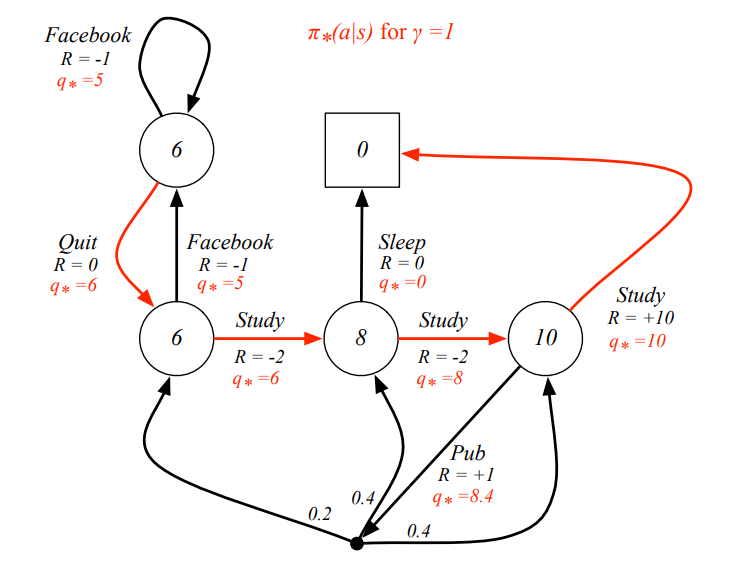 Facebook
R = -1
q* =5
π*(a|s) for γ =1
6
0
Quit
R = 0
q* =6
Facebook
R = -1
q* =5
Sleep
R = 0
q* =0
Study
R = +10
q* =10
6
Study
R = -2
q* =6
8
Study
R = -2
q* =8
10
Pub
R = +1
q* =8.4
0.2
0.4
0.4